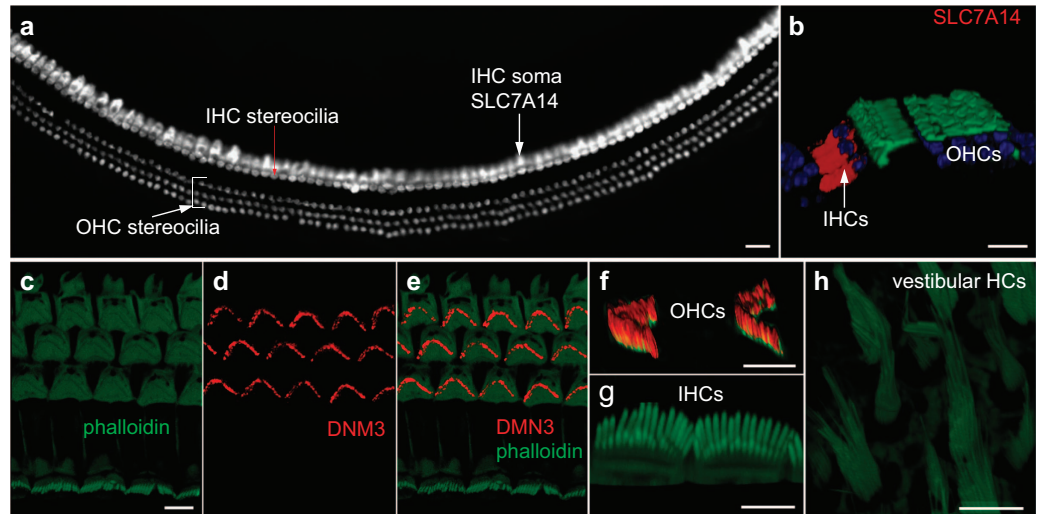 a
IHC soma
SLC7A14
IHC stereocilia
OHC stereocilia
b
SLC7A14
OHCs
IHCs
c
phalloidin
d
DNM3
e
DMN3
phalloidin
f
OHCs
g
IHCs
h
vestibular HCs